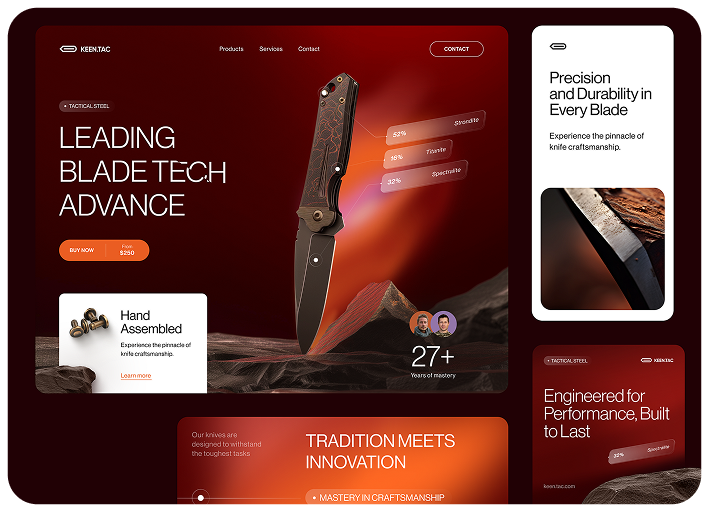 KEEN.TAC
Products
Services
Contact
CONTACT
• TACTICAL STEEL
LEADING
BLADE TECH
ADVANCE
BUY NOW
From
$250
52%
Strondite
16%
Titanite
32%
Spectralite
Hand
Assembled
Experience the pinnacle of
knife craftsmanship.
Learn more
27+
Years of mastery
Precision
and Durability in
Every Blade
Experience the pinnacle of
knife craftsmanship.
• TACTICAL STEEL
KEEN.TAC
Engineered for
Performance, Built
to Last
32%
Spectralite
keen.tac.com
Our knives are
designed to withstand
the toughest tasks
TRADITION MEETS
INNOVATION
• MASTERY IN CRAFTSMANSHIP